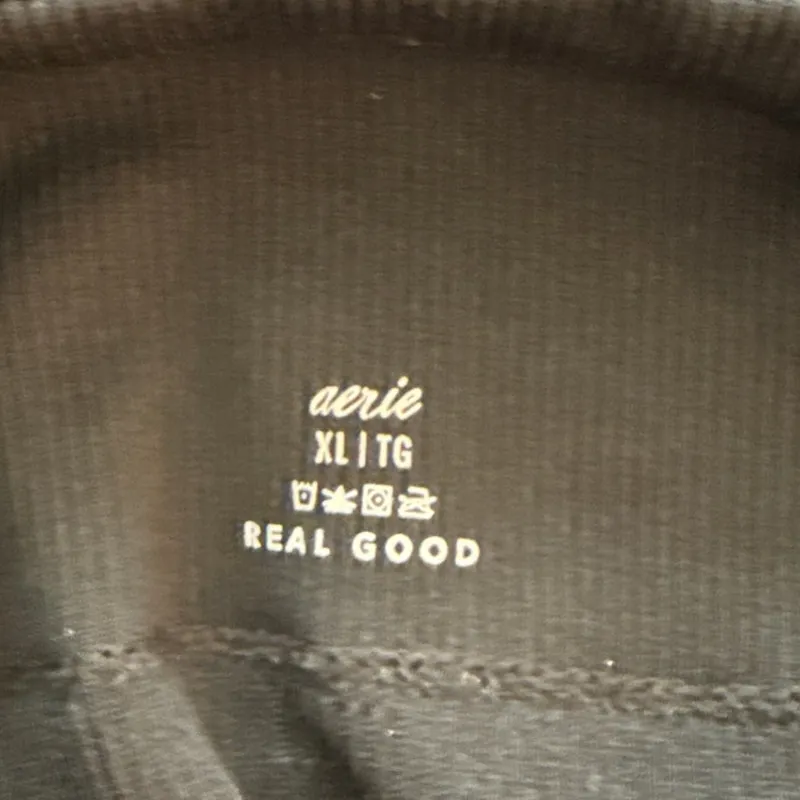 aerie
XL | TG
REAL GOOD